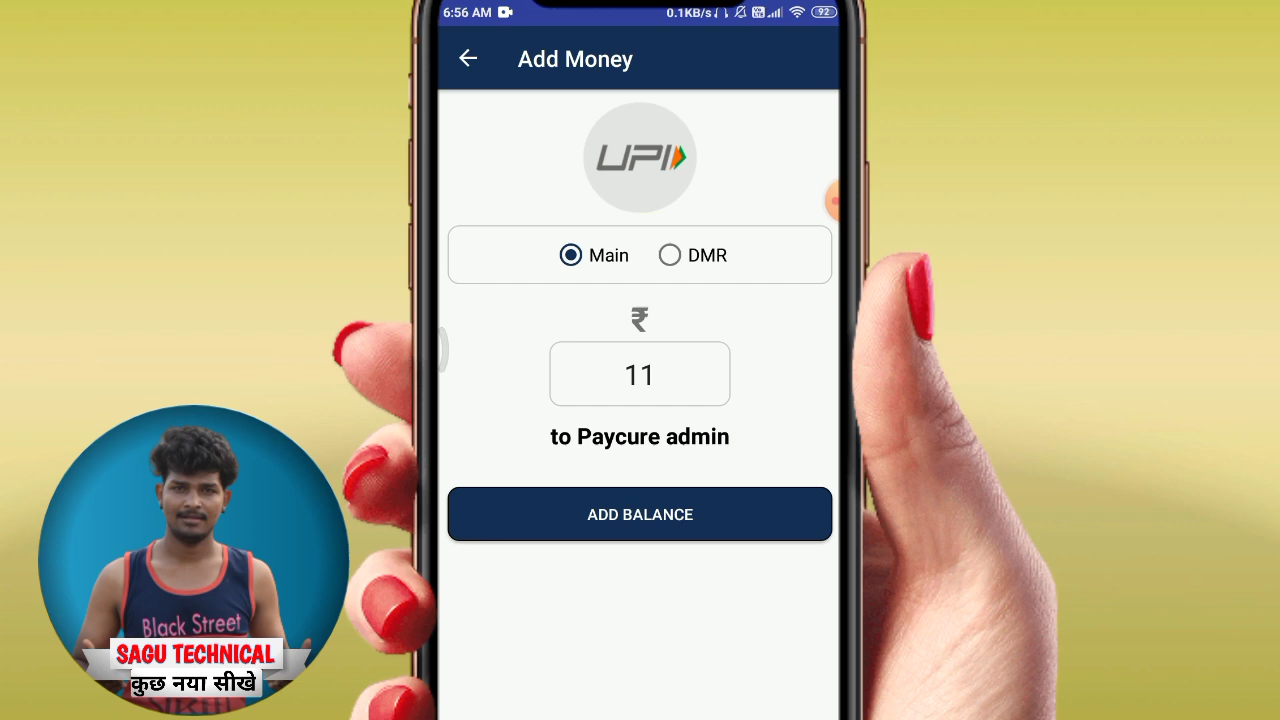 6:56 AM
0.1KB/s
92
Add Money
UPI
Main
DMR
₹
11
to Paycure admin
ADD BALANCE
Black Street
SAGU TECHNICAL
कुछ नया सीखे